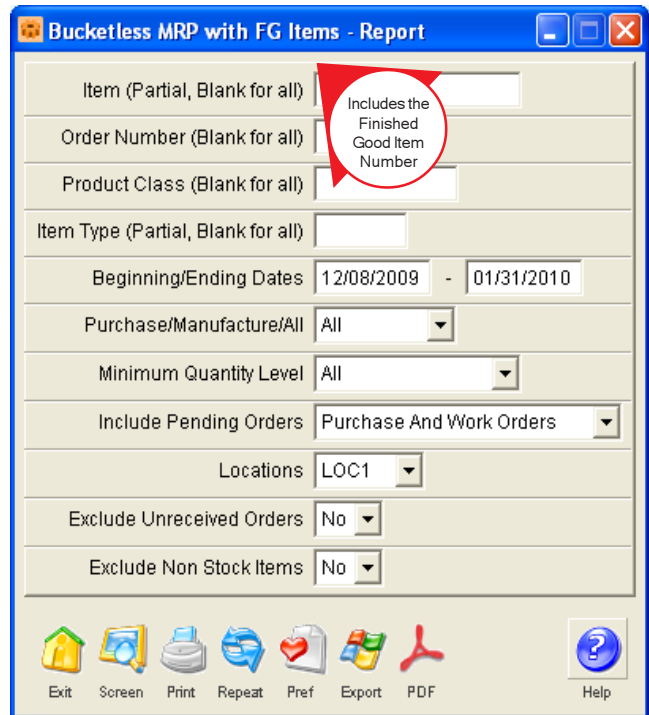 Bucketless MRP with FG Items - Report
Item (Partial, Blank for all)
Includes the
Finished
Good Item
Number
Order Number (Blank for all)
Product Class (Blank for all)
Item Type (Partial, Blank for all)
Beginning/Ending Dates 12/08/2009 - 01/31/2010
Purchase/Manufacture/All All
Minimum Quantity Level All
Include Pending Orders Purchase And Work Orders
Locations LOC1
Exclude Unreceived Orders No
Exclude Non Stock Items No
Exit Screen Print Repeat Pref Export PDF Help